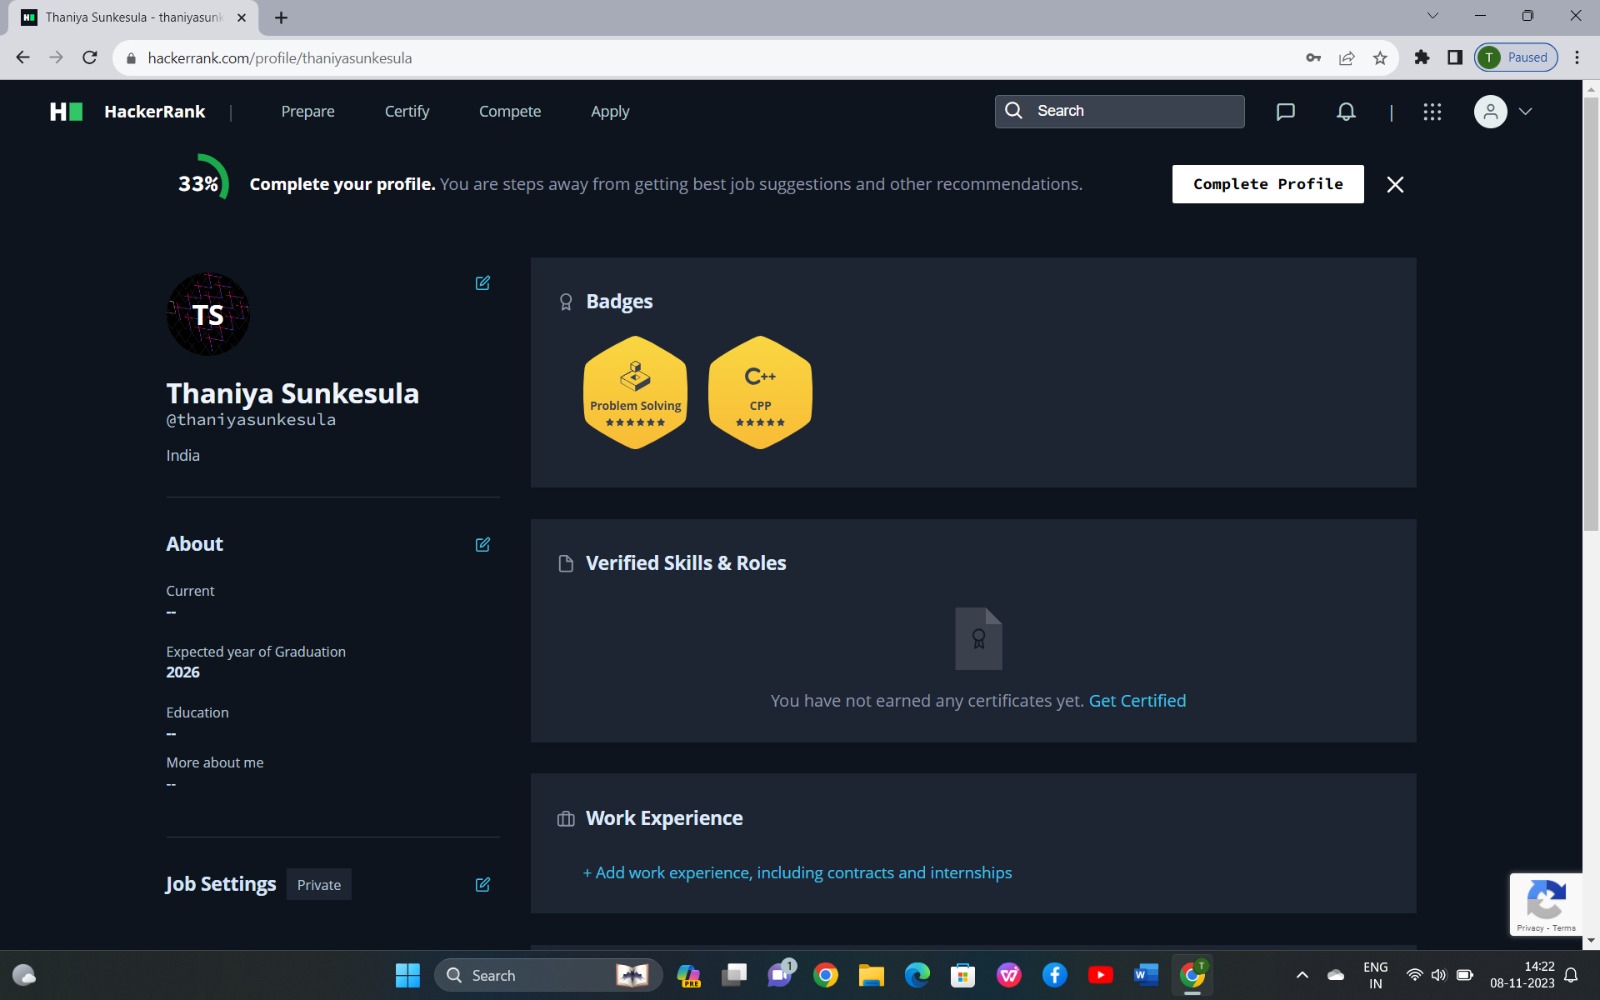 Thaniya Sunkesula - thaniyasunk
hackerrank.com/profile/thaniyasunkesula
T Paused
H HackerRank | Prepare Certify Compete Apply Search |
33% Complete your profile. You are steps away from getting best job suggestions and other recommendations. Complete Profile
TS
Thaniya Sunkesula
@thaniyasunkesula
India
About
Current
--
Expected year of Graduation
2026
Education
--
More about me
--
Job Settings Private
Badges
Problem Solving
C++
CPP
Verified Skills & Roles
You have not earned any certificates yet. Get Certified
Work Experience
+ Add work experience, including contracts and internships
Privacy - Terms
Search
PRE
1
T
ENG
IN
14:22
08-11-2023